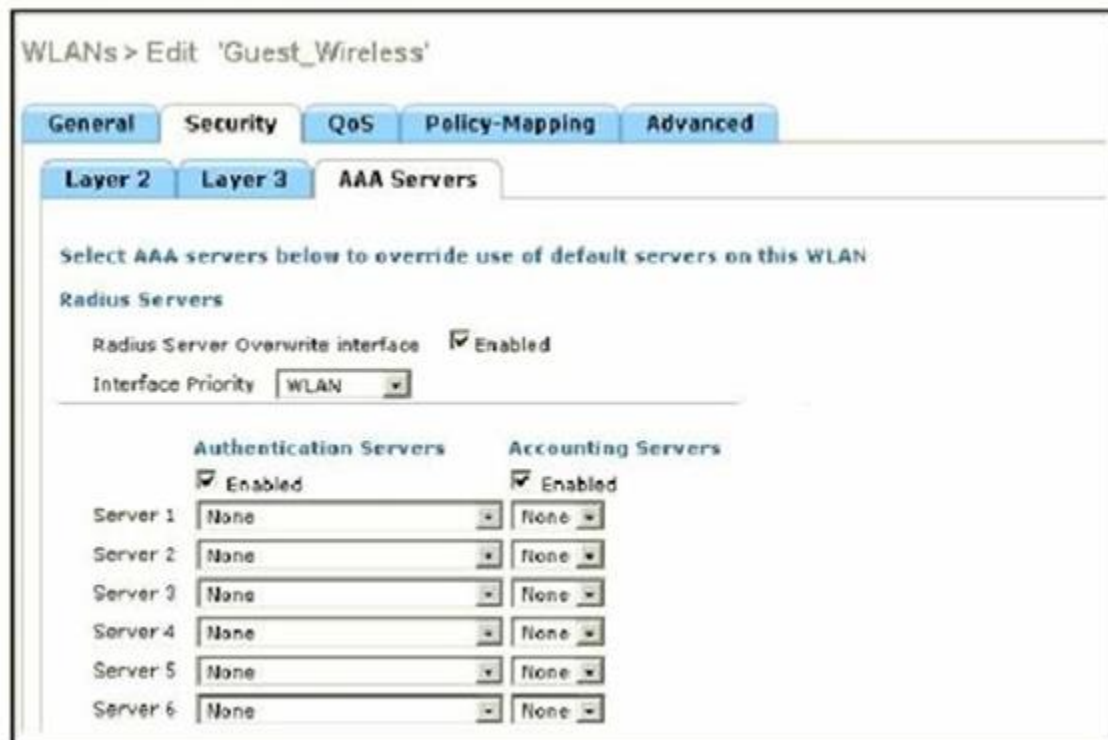 WLANs > Edit 'Guest_Wireless'
General Security QoS Policy-Mapping Advanced
Layer 2 Layer 3 AAA Servers
Select AAA servers below to override use of default servers on this WLAN
Radius Servers
Radius Server Overwrite interface Enabled
Interface Priority WLAN
Authentication Servers Accounting Servers
Enabled Enabled
Server 1 None None
Server 2 None None
Server 3 None None
Server 4 None None
Server 5 None None
Server 6 None None